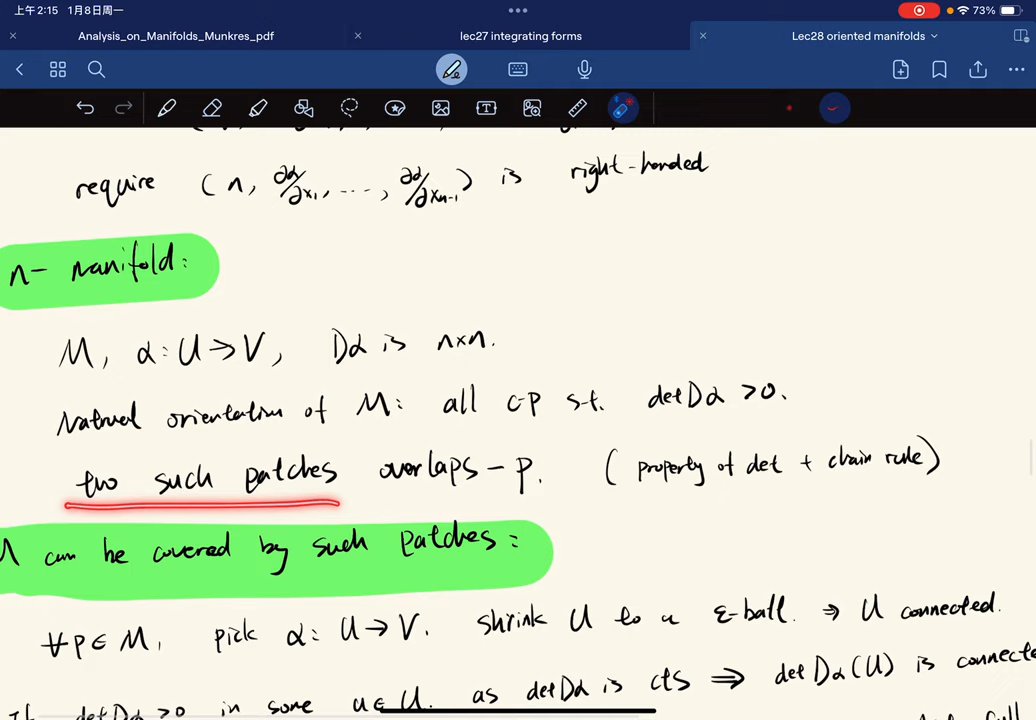 上午2:15 1月8日周一
73%
Analysis_on_Manifolds_Munkres_pdf
lec27 integrating forms
Lec28 oriented manifolds
require (n, ∂α/∂x₁, ..., ∂α/∂xₙ₋₁) is right-handed
n-manifold:
M, α: U → V, Dα is n×n.
Natural orientation of M: all c-p s.t. det Dα > 0.
two such patches overlaps-p. (property of det + chain rule)
can be covered by such patches:
∀p∈M, pick α: U → V. shrink U to a ε-ball. ⇒ U connected.
det Dα > 0 in some u∈U. as det Dα is cts ⇒ det Dα(U) is connecte